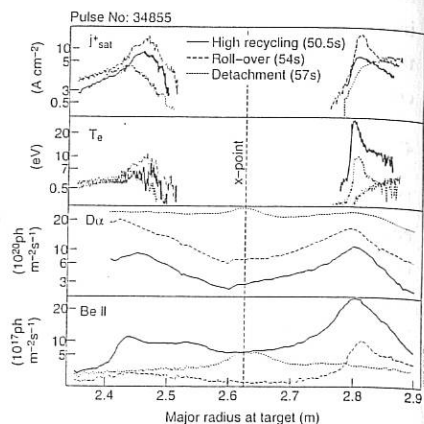 Pulse No: 34855
j⁺sat
High recycling (50.5s)
Roll-over (54s)
Detachment (57s)
(A cm⁻²)
10
5
3
0.5
Te
(eV)
20
10
7
5
0.5
x−point
Dα
(10²⁰ph m⁻²s⁻¹)
20
10
6
3
Be II
(10¹⁷ph m⁻²s⁻¹)
20
10
5
2.4
2.5
2.6
2.7
2.8
2.9
Major radius at target (m)